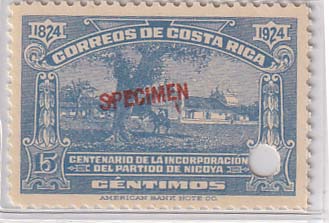 1824 1924
CORREOS DE COSTA RICA
SPECIMEN
5
CENTENARIO DE LA INCORPORACIÓN
DEL PARTIDO DE NICOYA
CÉNTIMOS
AMERICAN BANK NOTE CO.